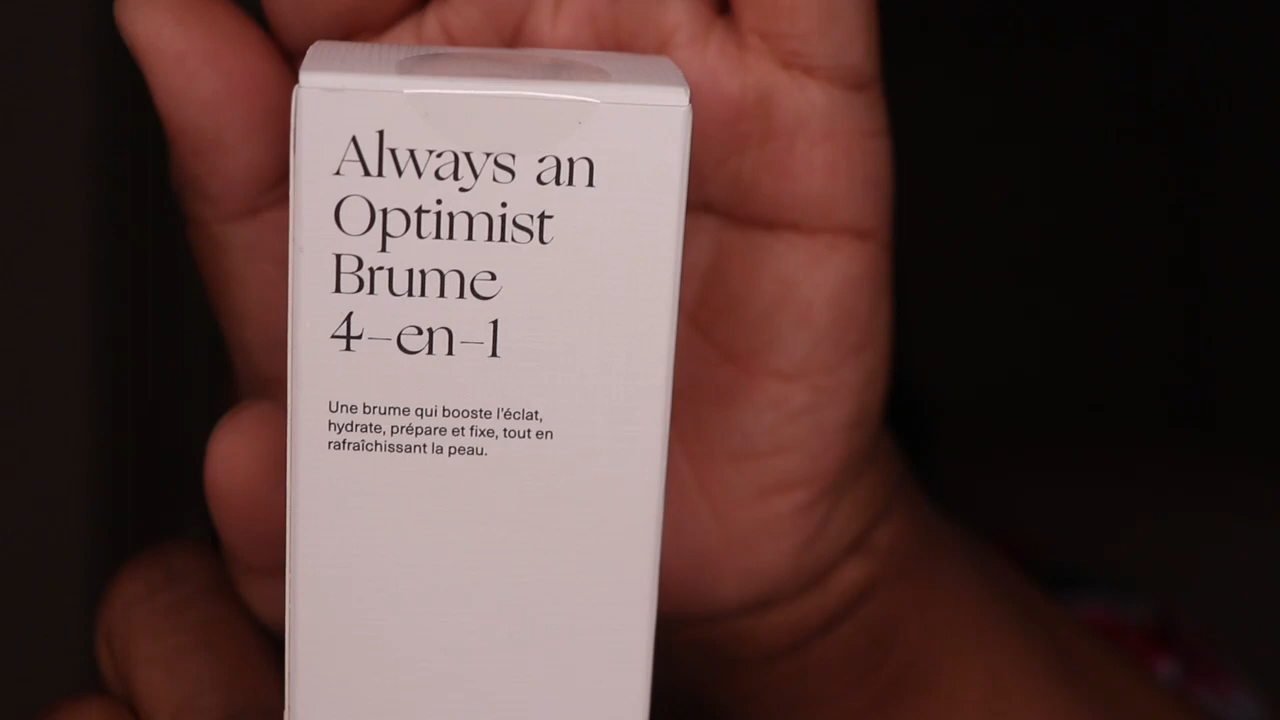 Always an
Optimist
Brume
4-en-1
Une brume qui booste l'éclat,
hydrate, prépare et fixe, tout en
rafraîchissant la peau.